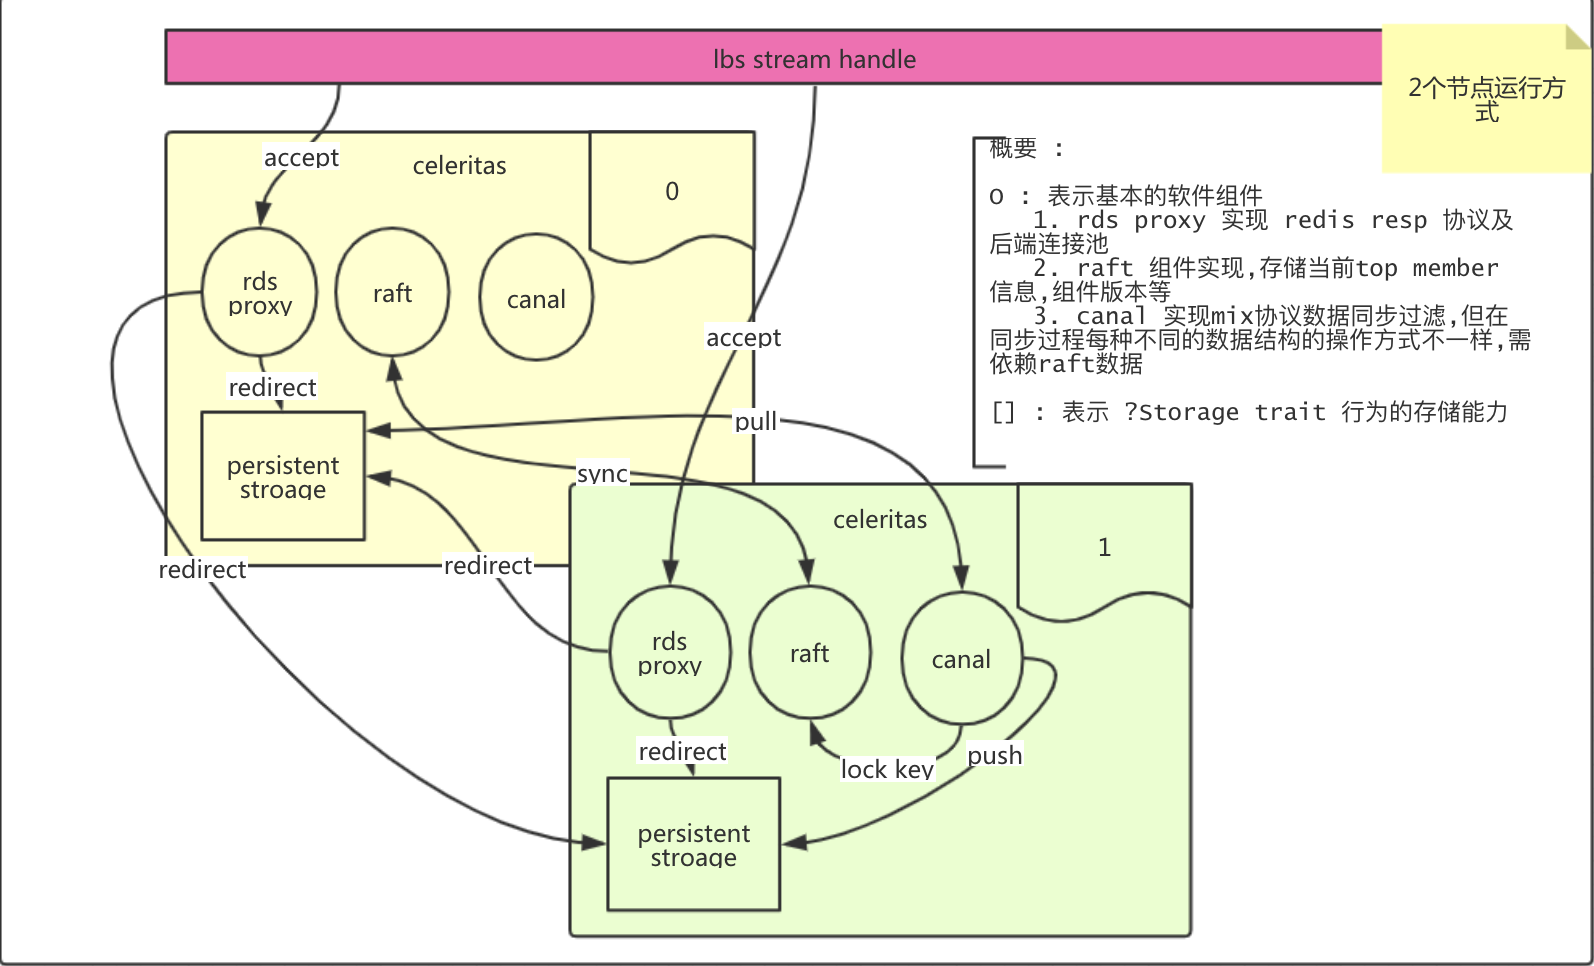 lbs stream handle
2个节点运行方
式
accept
celeritas
0
rds
proxy
raft
canal
redirect
persistent
stroage
accept
pull
sync
redirect
redirect
概要 :
O : 表示基本的软件组件
1. rds proxy 实现 redis resp 协议及
后端连接池
2. raft 组件实现,存储当前top member
信息,组件版本等
3. canal 实现mix协议数据同步过滤,但在
同步过程每种不同的数据结构的操作方式不一样,需
依赖raft数据
[] : 表示 ?Storage trait 行为的存储能力
celeritas
1
rds
proxy
raft
canal
redirect
lock key
push
persistent
stroage